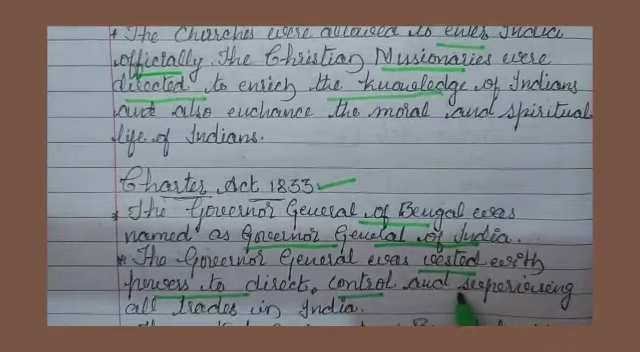 * The Churches were allowed to enter India
officially. The Christian Missionaries were
directed to enrich the knowledge of Indians
and also enchance the moral and spiritual
life of Indians.
Charter Act 1833
* The Governor General of Bengal was
named as Governor General of India.
* The Governor General was vested with
powers to direct, control and
all trades in India.